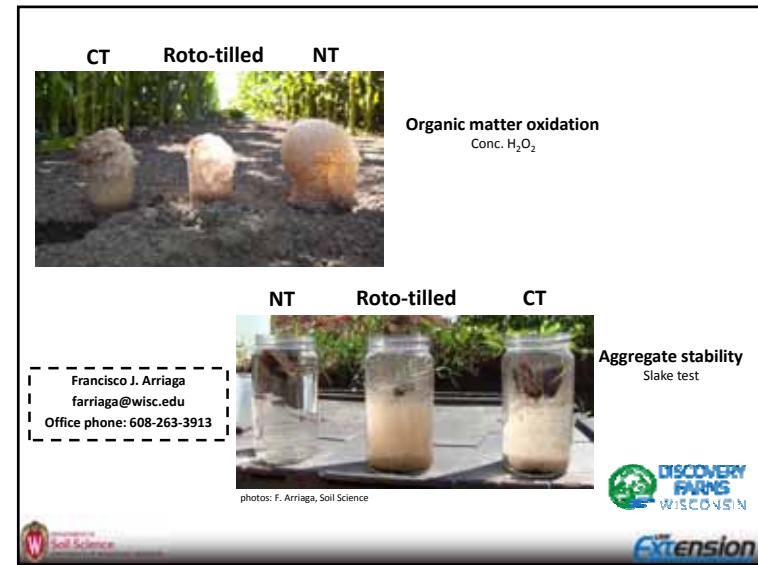 CT Roto-tilled NT
Organic matter oxidation
Conc. H₂O₂
NT Roto-tilled CT
Aggregate stability
Slake test
Francisco J. Arriaga
farriaga@wisc.edu
Office phone: 608-263-3913
photos: F. Arriaga, Soil Science
DISCOVERY
FARMS
WISCONSIN
Soil Science
Extension